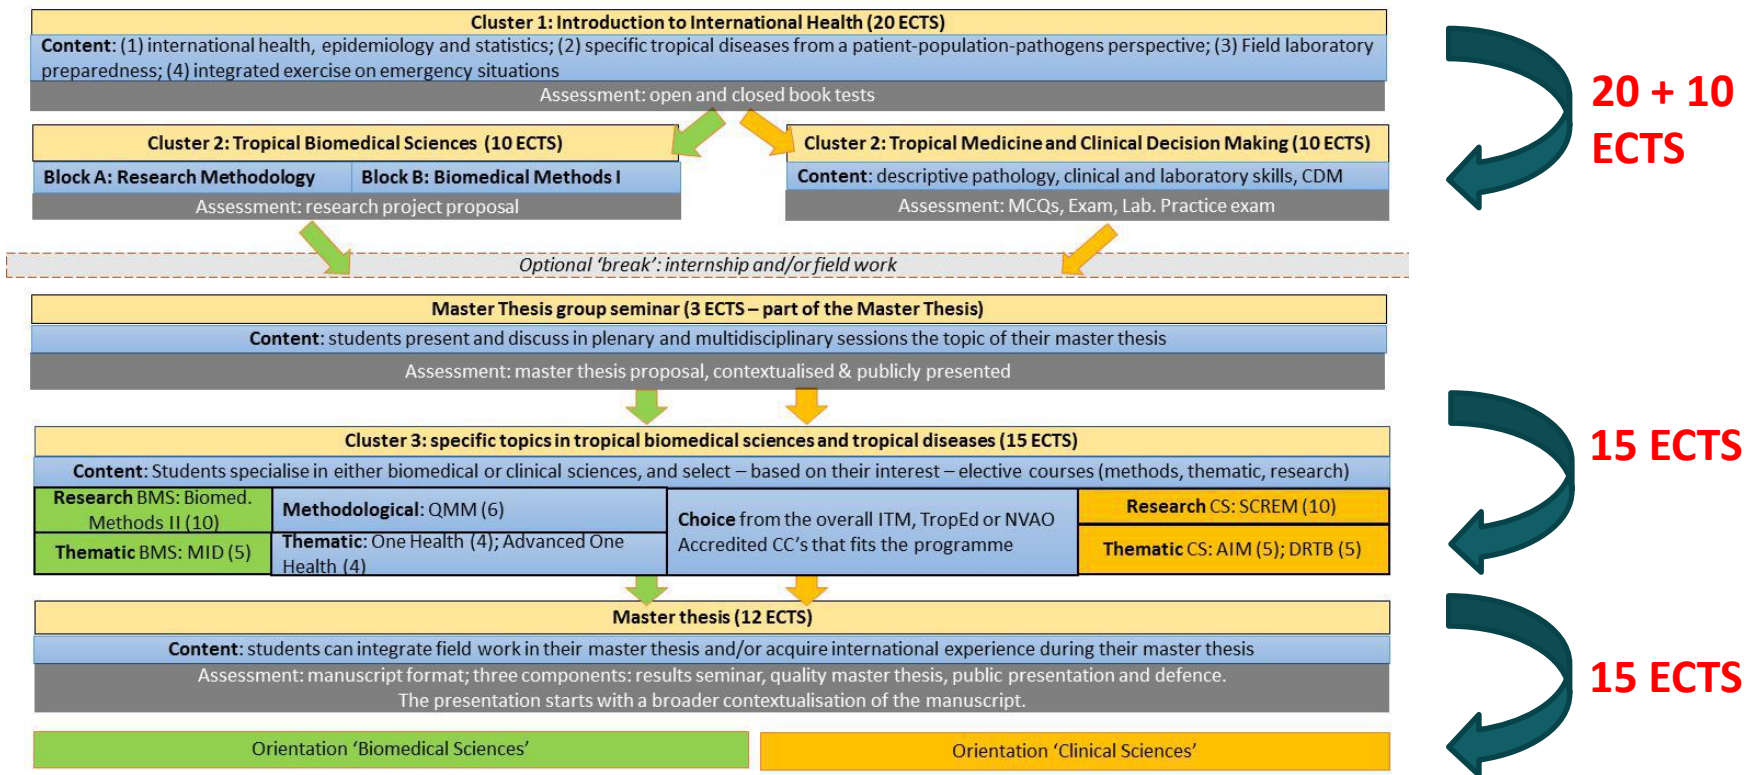 Cluster 1: Introduction to International Health (20 ECTS)
Content: (1) international health, epidemiology and statistics; (2) specific tropical diseases from a patient-population-pathogens perspective; (3) Field laboratory
preparedness; (4) integrated exercise on emergency situations
Assessment: open and closed book tests
20 + 10
ECTS
Cluster 2: Tropical Biomedical Sciences (10 ECTS)
Block A: Research Methodology
Block B: Biomedical Methods I
Assessment: research project proposal
Cluster 2: Tropical Medicine and Clinical Decision Making (10 ECTS)
Content: descriptive pathology, clinical and laboratory skills, CDM
Assessment: MCQs, Exam, Lab. Practice exam
Optional ‘break’: internship and/or field work
Master Thesis group seminar (3 ECTS – part of the Master Thesis)
Content: students present and discuss in plenary and multidisciplinary sessions the topic of their master thesis
Assessment: master thesis proposal, contextualised & publicly presented
Cluster 3: specific topics in tropical biomedical sciences and tropical diseases (15 ECTS)
Content: Students specialise in either biomedical or clinical sciences, and select – based on their interest – elective courses (methods, thematic, research)
15 ECTS
Research BMS: Biomed.
Methods II (10)
Thematic BMS: MID (5)
Methodological: QMM (6)
Thematic: One Health (4); Advanced One
Health (4)
Choice from the overall ITM, TropEd or NVAO
Accredited CC’s that fits the programme
Research CS: SCREM (10)
Thematic CS: AIM (5); DRTB (5)
Master thesis (12 ECTS)
Content: students can integrate field work in their master thesis and/or acquire international experience during their master thesis
Assessment: manuscript format; three components: results seminar, quality master thesis, public presentation and defence.
The presentation starts with a broader contextualisation of the manuscript.
15 ECTS
Orientation ‘Biomedical Sciences’
Orientation ‘Clinical Sciences’